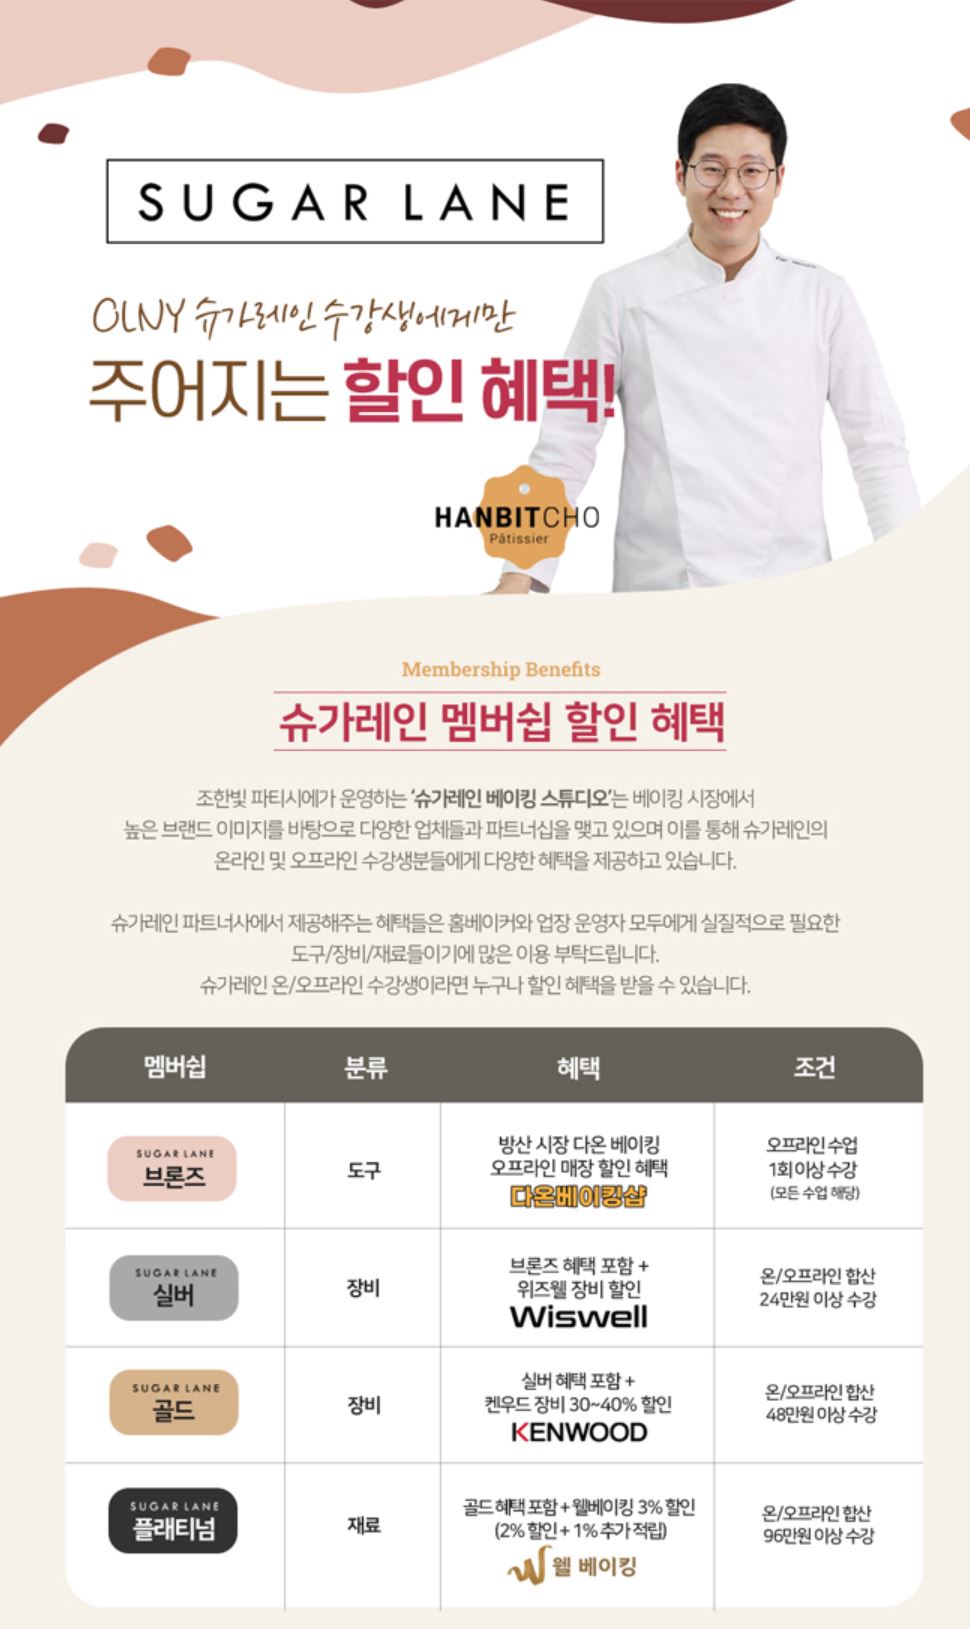 SUGAR LANE
OLNY 슈가레인 수강생에게만
주어지는 할인 혜택!
HANBITCHO
Pâtissier
Membership Benefits
슈가레인 멤버쉽 할인 혜택
조한빛 파티시에가 운영하는 '슈가레인 베이킹 스튜디오'는 베이킹 시장에서
높은 브랜드 이미지를 바탕으로 다양한 업체들과 파트너십을 맺고 있으며 이를 통해 슈가레인의
온라인 및 오프라인 수강생분들에게 다양한 혜택을 제공하고 있습니다.
슈가레인 파트너사에서 제공해주는 혜택들은 홈베이커와 업장 운영자 모두에게 실질적으로 필요한
도구/장비/재료들이기에 많은 이용 부탁드립니다.
슈가레인 온/오프라인 수강생이라면 누구나 할인 혜택을 받을 수 있습니다.
멤버쉽 분류 혜택 조건
SUGAR LANE
브론즈
도구
방산 시장 다온 베이킹
오프라인 매장 할인 혜택
다온베이킹샵
오프라인 수업
1회 이상 수강
(모든 수업 해당)
SUGAR LANE
실버
장비
브론즈 혜택 포함 +
위즈웰 장비 할인
Wiswell
온/오프라인 합산
24만원 이상 수강
SUGAR LANE
골드
장비
실버 혜택 포함 +
켄우드 장비 30~40% 할인
KENWOOD
온/오프라인 합산
48만원 이상 수강
SUGAR LANE
플래티넘
재료
골드 혜택 포함 + 웰베이킹 3% 할인
(2% 할인 + 1% 추가 적립)
웰 베이킹
온/오프라인 합산
96만원 이상 수강